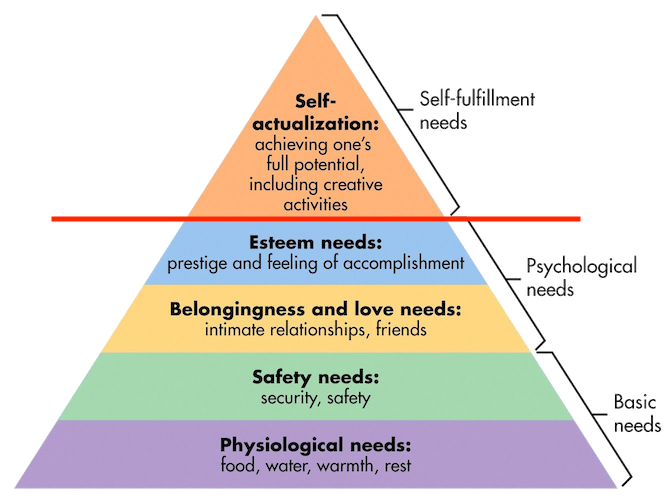 Self-
actualization:
achieving one's
full potential,
including creative
activities
Self-fulfillment
needs
Esteem needs:
prestige and feeling of accomplishment
Belongingness and love needs:
intimate relationships, friends
Psychological
needs
Safety needs:
security, safety
Physiological needs:
food, water, warmth, rest
Basic
needs